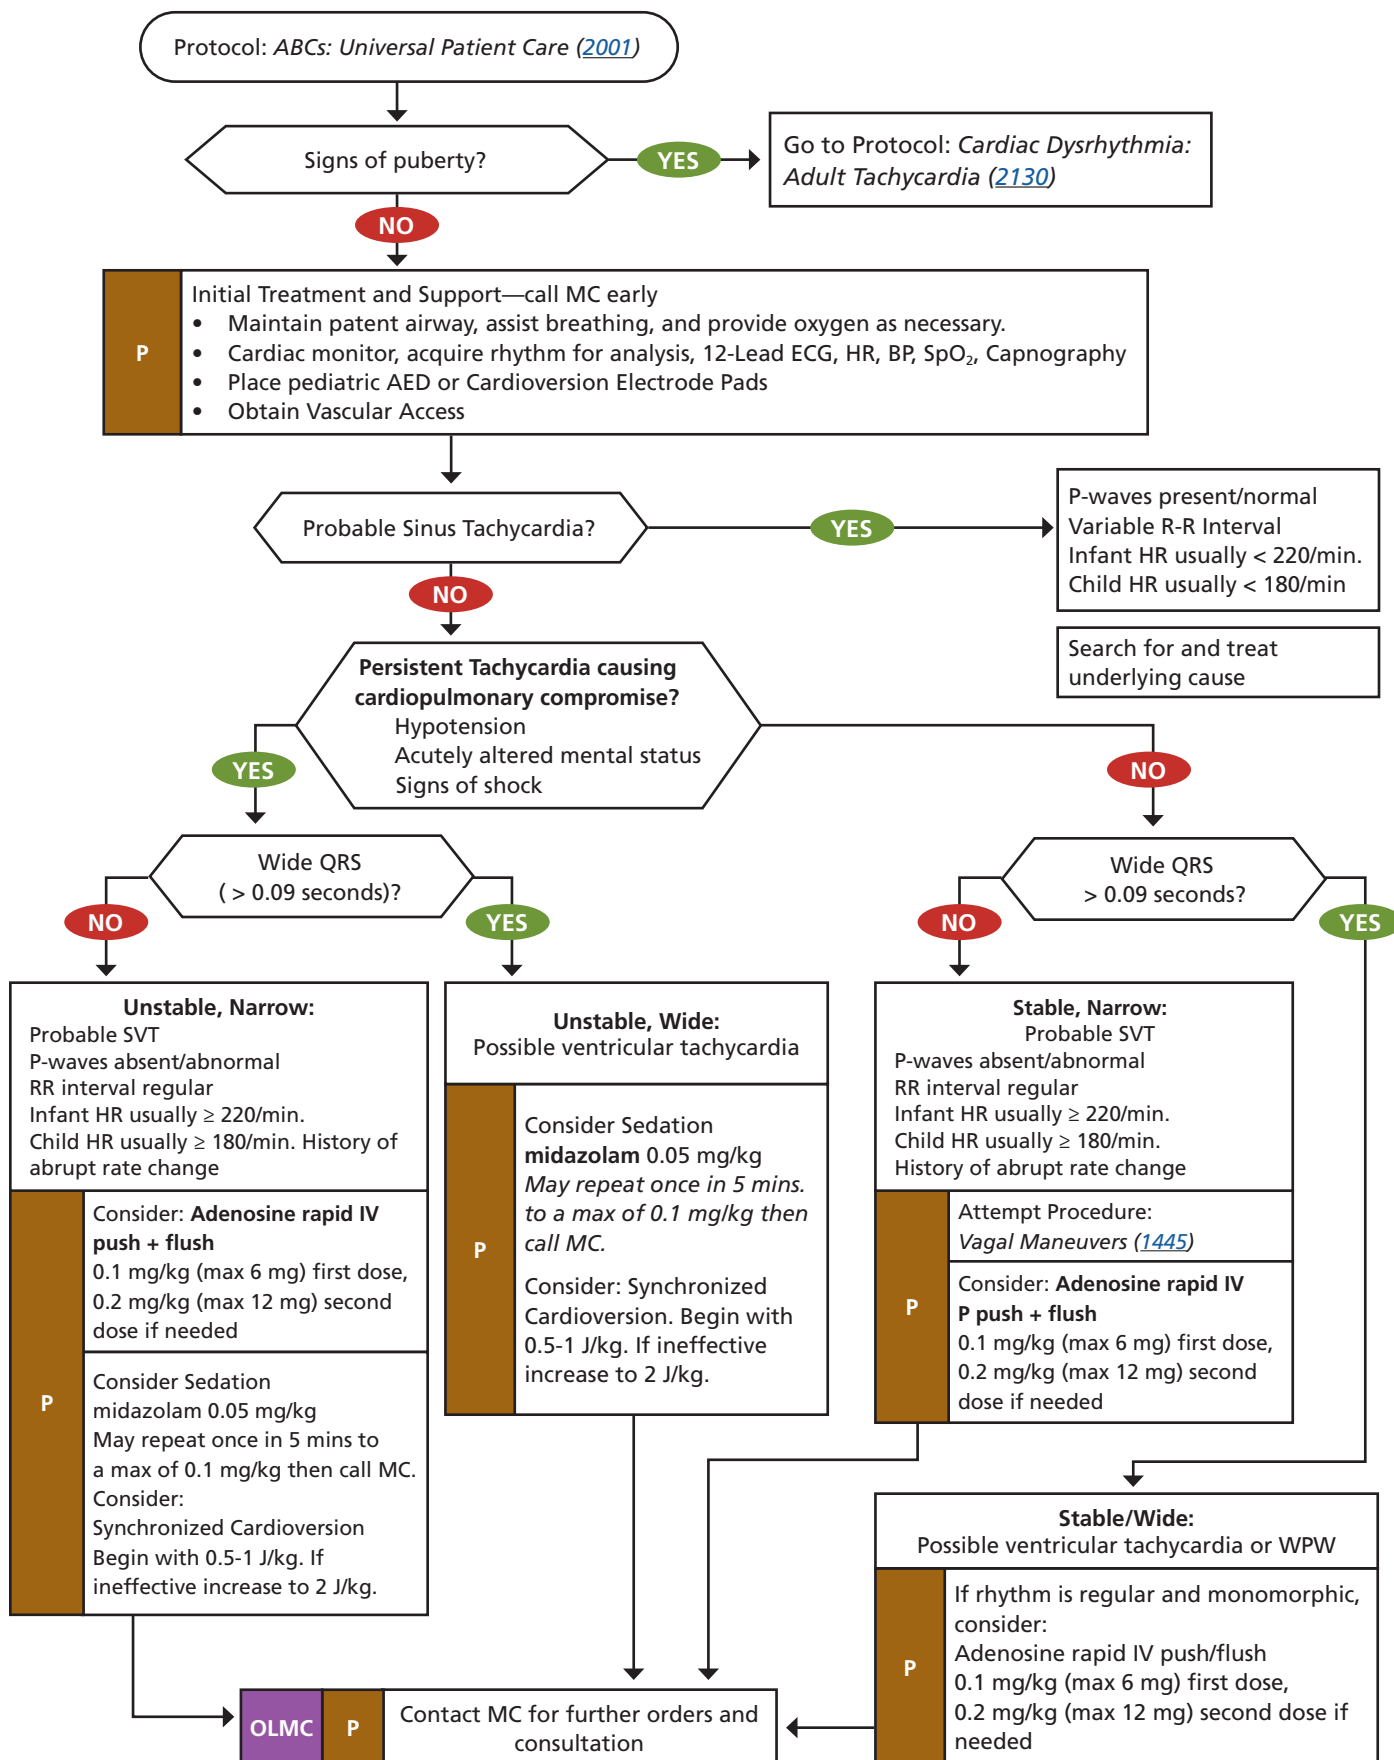 Protocol: ABCs: Universal Patient Care (2001)
Signs of puberty?
YES
Go to Protocol: Cardiac Dysrhythmia:
Adult Tachycardia (2130)
NO
P
Initial Treatment and Support—call MC early
• Maintain patent airway, assist breathing, and provide oxygen as necessary.
• Cardiac monitor, acquire rhythm for analysis, 12-Lead ECG, HR, BP, SpO₂, Capnography
• Place pediatric AED or Cardioversion Electrode Pads
• Obtain Vascular Access
Probable Sinus Tachycardia?
YES
P-waves present/normal
Variable R-R Interval
Infant HR usually < 220/min.
Child HR usually < 180/min
Search for and treat
underlying cause
NO
Persistent Tachycardia causing
cardiopulmonary compromise?
Hypotension
Acutely altered mental status
Signs of shock
YES
NO
Wide QRS
( > 0.09 seconds)?
NO
YES
Wide QRS
> 0.09 seconds?
NO
YES
Unstable, Narrow:
Probable SVT
P-waves absent/abnormal
RR interval regular
Infant HR usually ≥ 220/min.
Child HR usually ≥ 180/min. History of
abrupt rate change
P
Consider: Adenosine rapid IV
push + flush
0.1 mg/kg (max 6 mg) first dose,
0.2 mg/kg (max 12 mg) second
dose if needed
Consider Sedation
midazolam 0.05 mg/kg
May repeat once in 5 mins to
a max of 0.1 mg/kg then call MC.
Consider:
Synchronized Cardioversion
Begin with 0.5-1 J/kg. If
ineffective increase to 2 J/kg.
Unstable, Wide:
Possible ventricular tachycardia
P
Consider Sedation
midazolam 0.05 mg/kg
May repeat once in 5 mins.
to a max of 0.1 mg/kg then
call MC.
Consider: Synchronized
Cardioversion. Begin with
0.5-1 J/kg. If ineffective
increase to 2 J/kg.
Stable, Narrow:
Probable SVT
P-waves absent/abnormal
RR interval regular
Infant HR usually ≥ 220/min.
Child HR usually ≥ 180/min.
History of abrupt rate change
P
Attempt Procedure:
Vagal Maneuvers (1445)
Consider: Adenosine rapid IV
P push + flush
0.1 mg/kg (max 6 mg) first dose,
0.2 mg/kg (max 12 mg) second
dose if needed
Stable/Wide:
Possible ventricular tachycardia or WPW
P
If rhythm is regular and monomorphic,
consider:
Adenosine rapid IV push/flush
0.1 mg/kg (max 6 mg) first dose,
0.2 mg/kg (max 12 mg) second dose if
needed
OLMC
P
Contact MC for further orders and
consultation